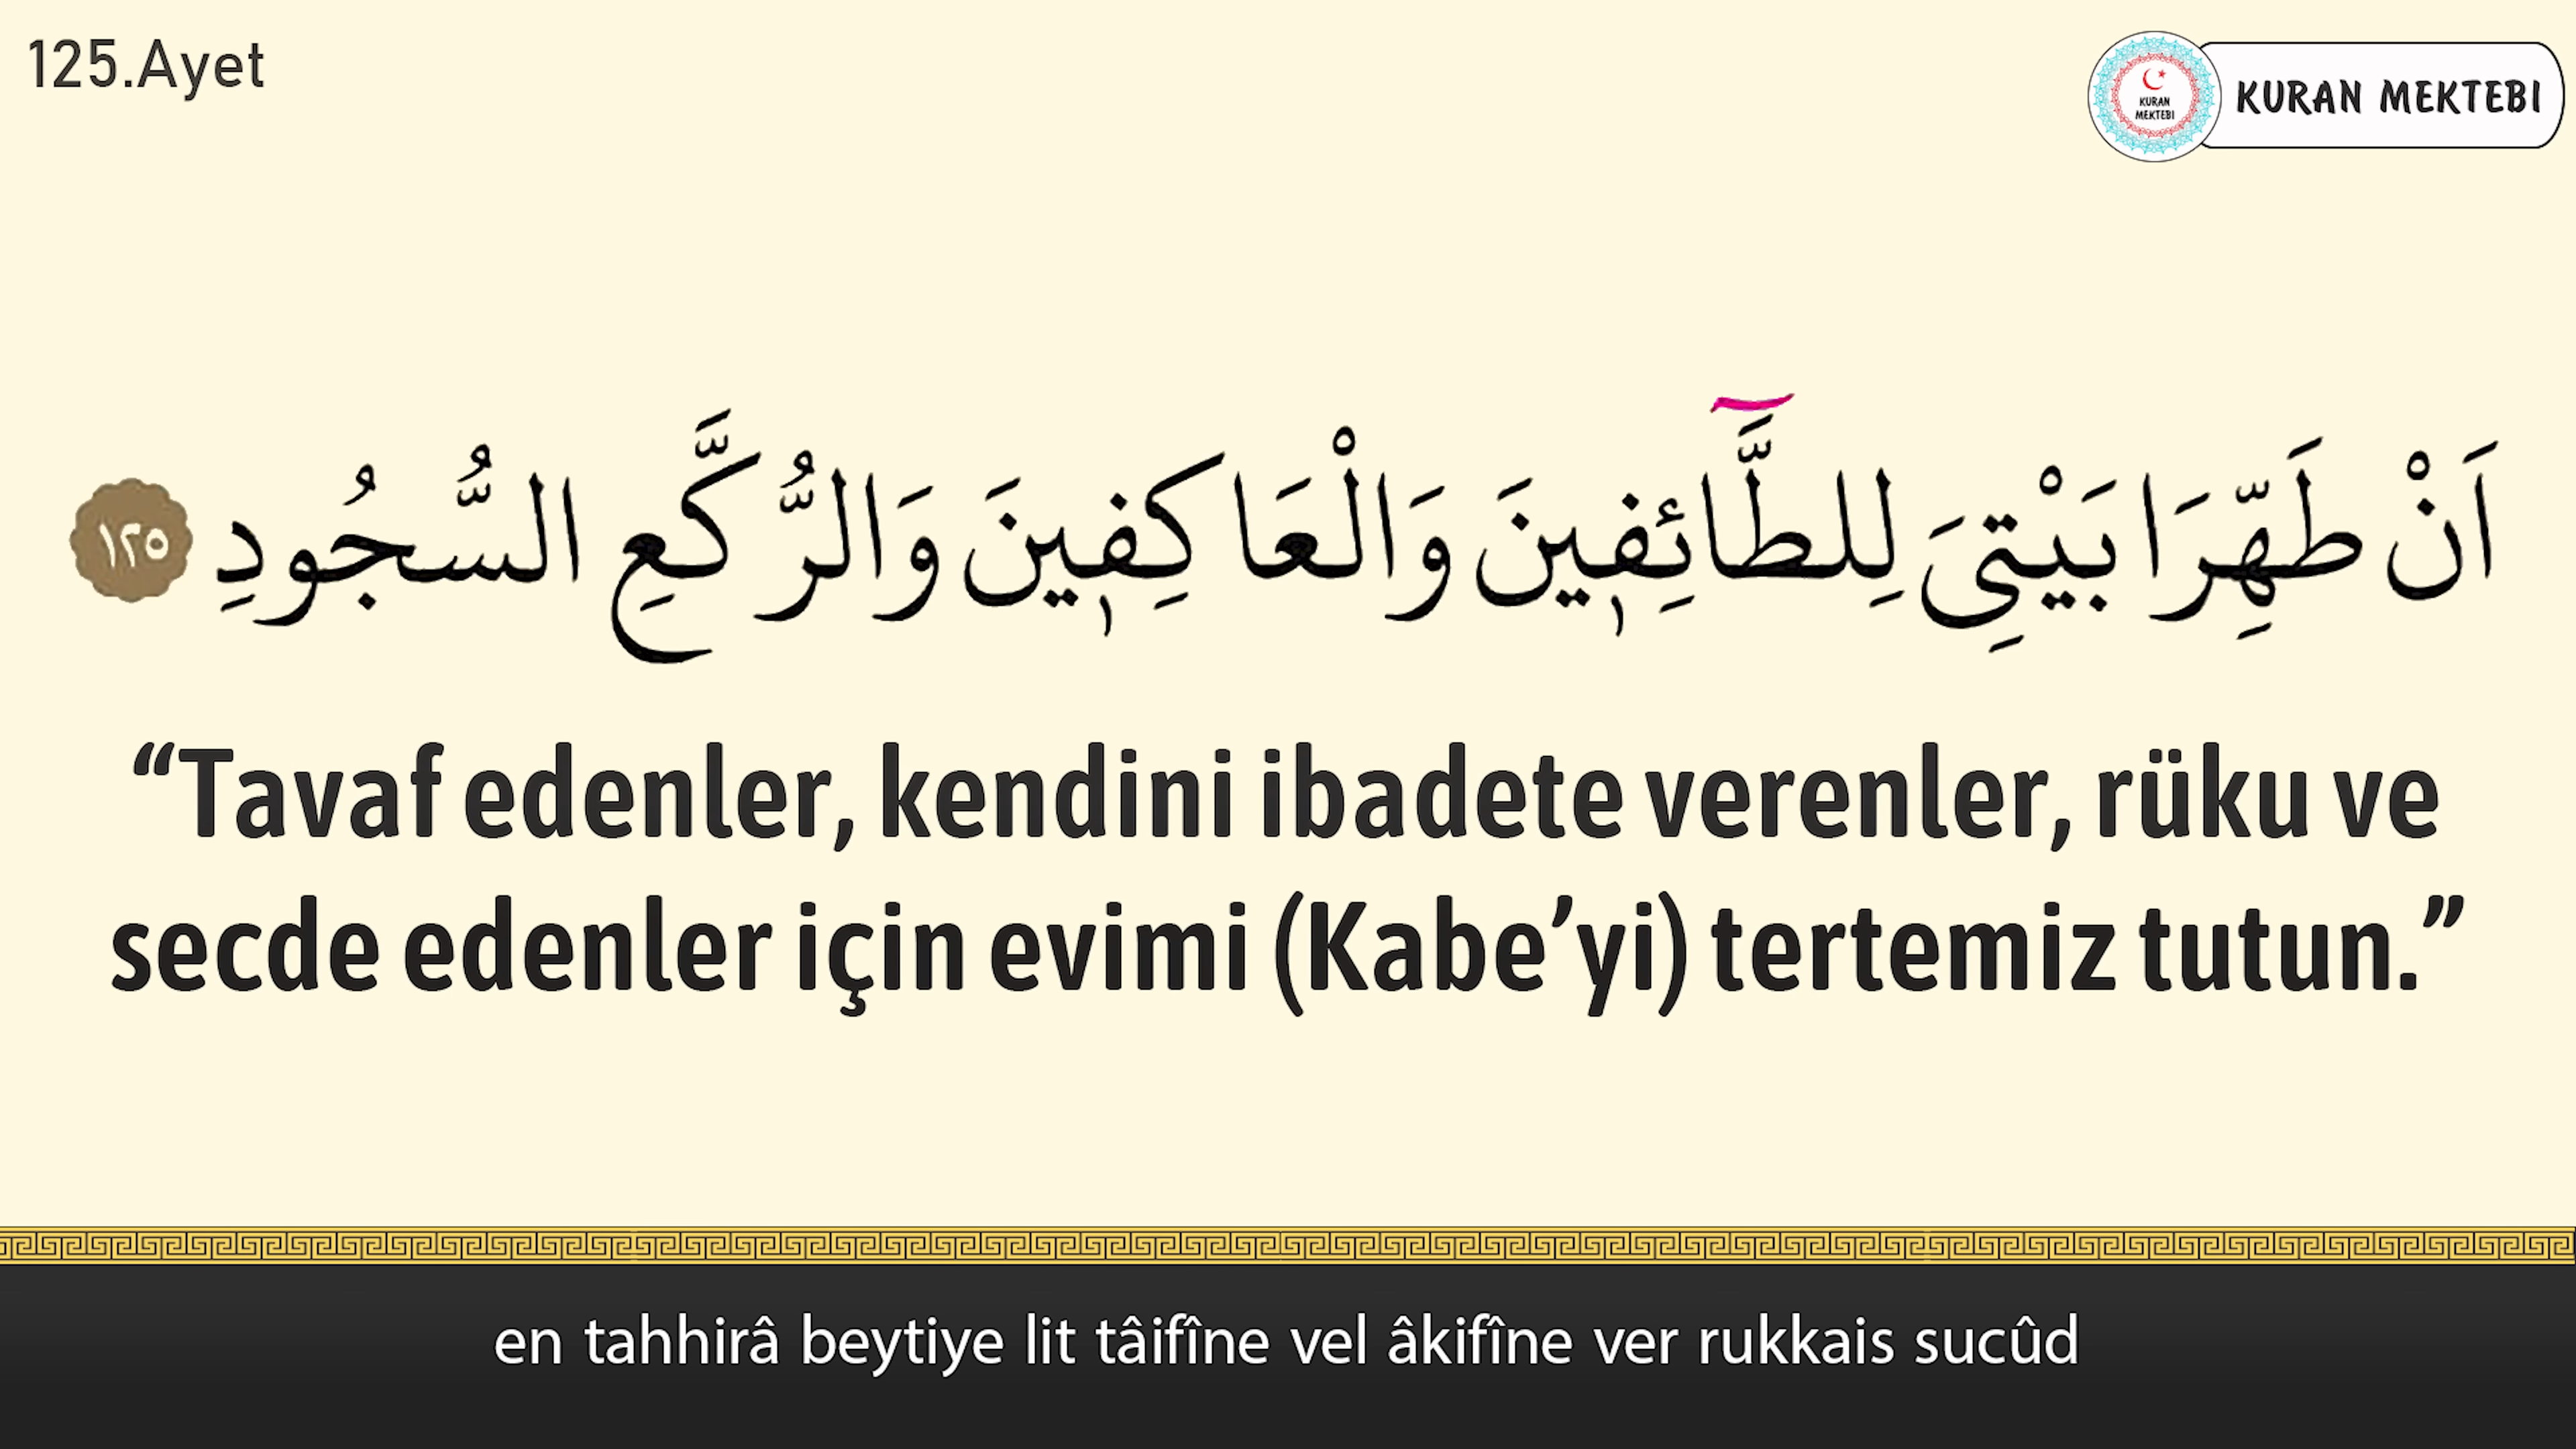 125.Ayet
KURAN
MEKTEBI
KURAN MEKTEBI
اَنْ طَهِّرَا بَيْتِىَ لِلطَّٓائِفٖينَ وَالْعَاكِفٖينَ وَالرُّكَّعِ السُّجُودِ ١٢٥
“Tavaf edenler, kendini ibadete verenler, rüku ve
secde edenler için evimi (Kabe’yi) tertemiz tutun.”
en tahhirâ beytiye lit tâifîne vel âkifîne ver rukkais sucûd